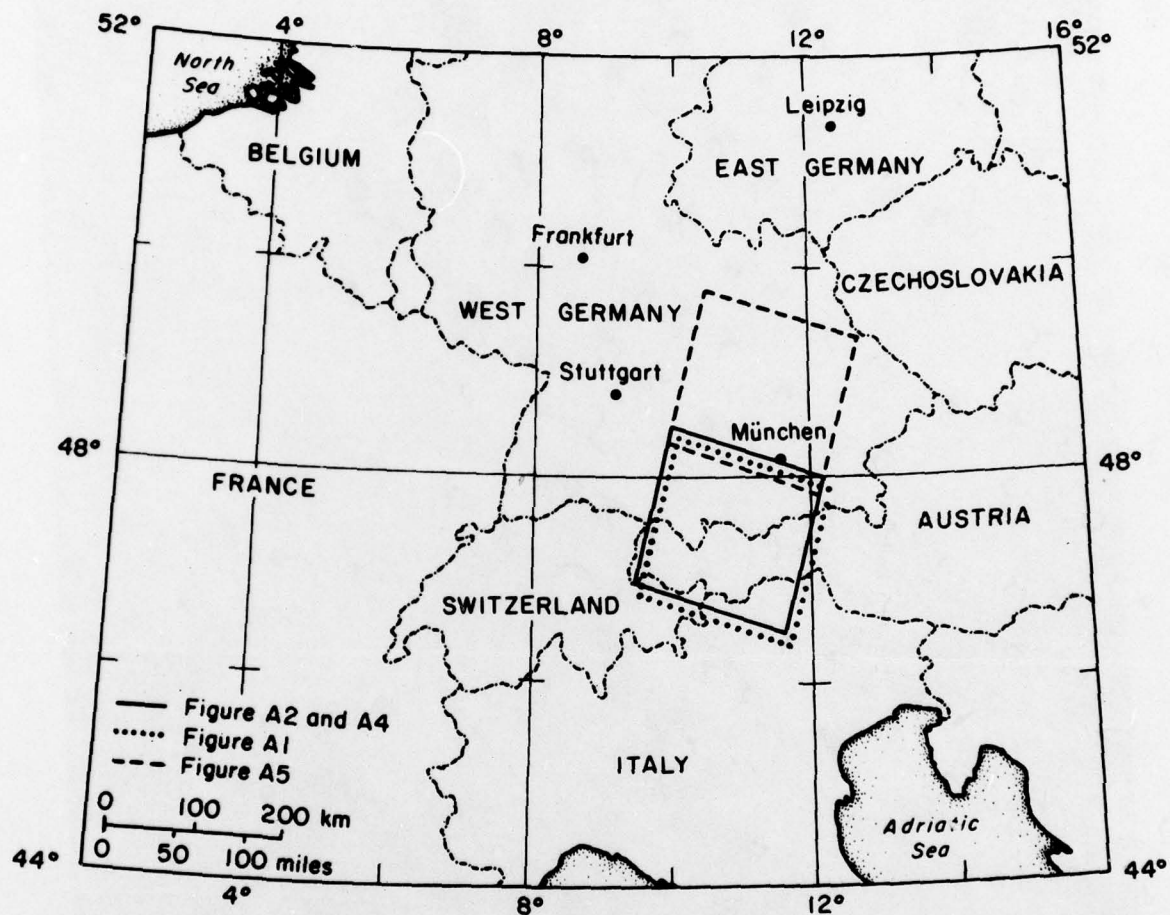 52° 4° 8° 12° 16°
52°
North
Sea
Leipzig
BELGIUM
EAST GERMANY
Frankfurt
CZECHOSLOVAKIA
WEST GERMANY
Stuttgart
München
48° 48°
FRANCE
AUSTRIA
SWITZERLAND
Figure A2 and A4
Figure A1
Figure A5
ITALY
0 100 200 km
0 50 100 miles
Adriatic
Sea
44° 44°
4° 8° 12°